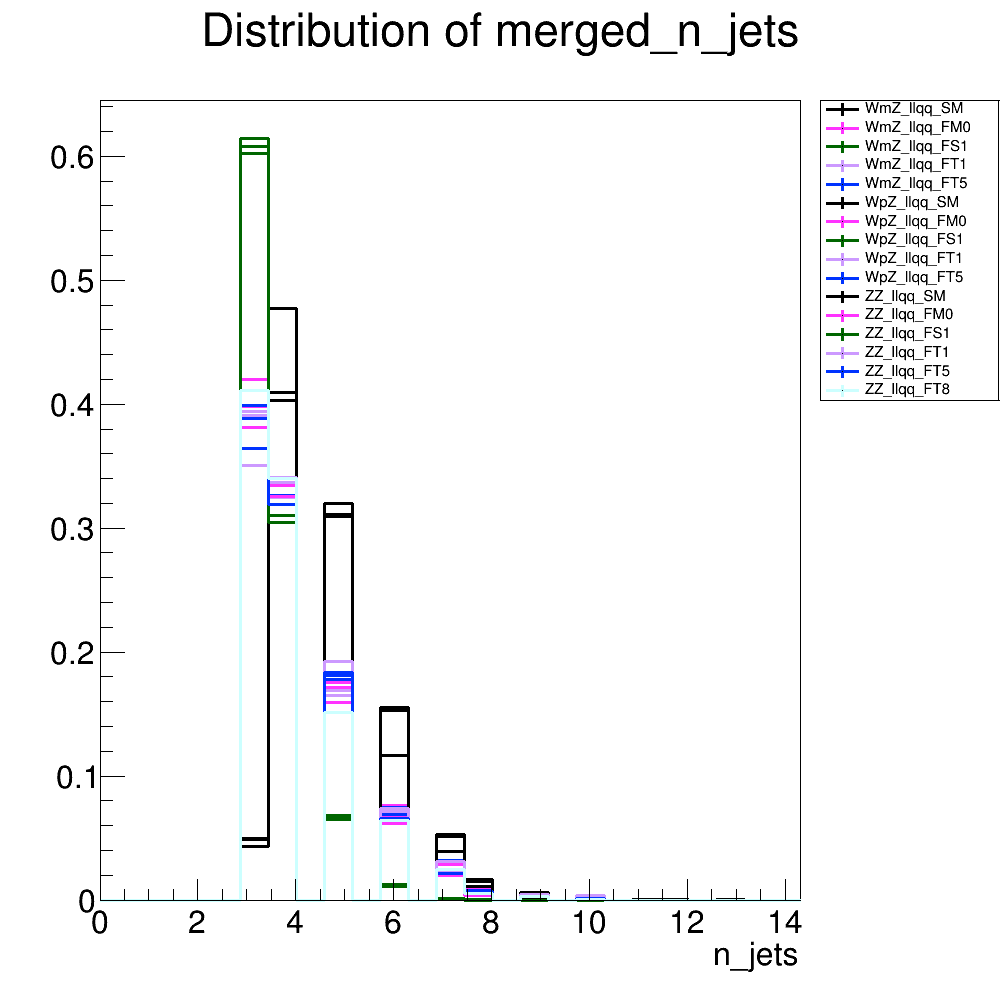 Distribution of merged_n_jets
WmZ_llqq_SM
WmZ_llqq_FM0
WmZ_llqq_FS1
WmZ_llqq_FT1
WmZ_llqq_FT5
WpZ_llqq_SM
WpZ_llqq_FM0
WpZ_llqq_FS1
WpZ_llqq_FT1
WpZ_llqq_FT5
ZZ_llqq_SM
ZZ_llqq_FM0
ZZ_llqq_FS1
ZZ_llqq_FT1
ZZ_llqq_FT5
ZZ_llqq_FT8
0.6
0.5
0.4
0.3
0.2
0.1
0
0 2 4 6 8 10 12 14
n_jets